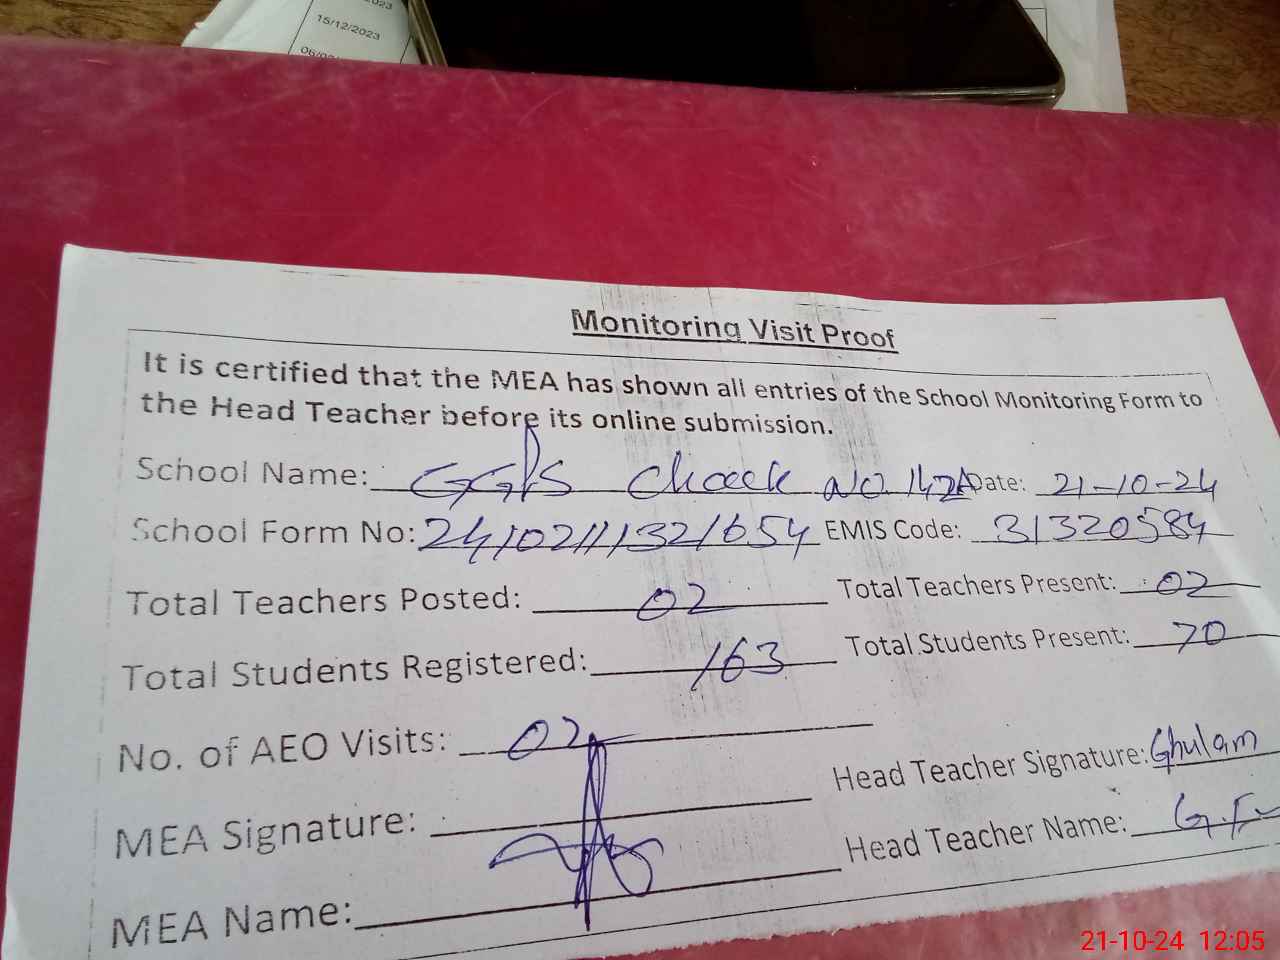 15/12/2023
Monitoring Visit Proof
It is certified that the MEA has shown all entries of the School Monitoring Form to
the Head Teacher before its online submission.
School Name: GGPS Chack NO 142A Date: 21-10-24
School Form No: 24102111321654 EMIS Code: 31320584
Total Teachers Posted: 02 Total Teachers Present: 02
Total Students Registered: 163 Total Students Present: 70
No. of AEO Visits: 02
MEA Signature: Head Teacher Signature: Ghulam
MEA Name: Head Teacher Name: G.F
21-10-24 12:05